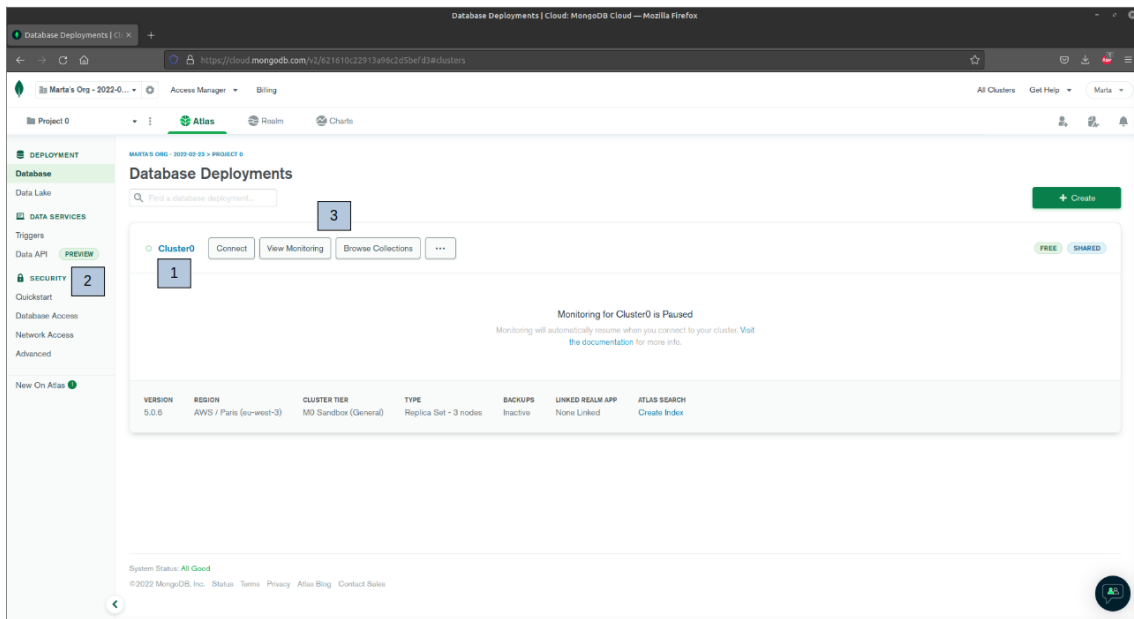 Database Deployments | Cloud: MongoDB Cloud — Mozilla Firefox
Database Deployments | Cl
https://cloud.mongodb.com/v2/621610c22913a96c2d5befd3#clusters
Marta's Org - 2022-0... Access Manager Billing All Clusters Get Help Marta
Project 0 Atlas Realm Charts
DEPLOYMENT
Database
Data Lake
DATA SERVICES
Triggers
Data API PREVIEW
SECURITY
2
Quickstart
Database Access
Network Access
Advanced
New On Atlas
MARTA'S ORG - 2022-02-23 > PROJECT 0
Database Deployments
Find a database deployment...
+ Create
3
Cluster0 Connect View Monitoring Browse Collections ... FREE SHARED
1
Monitoring for Cluster0 is Paused
Monitoring will automatically resume when you connect to your cluster. Visit
the documentation for more info.
VERSION REGION CLUSTER TIER TYPE BACKUPS LINKED REALM APP ATLAS SEARCH
5.0.6 AWS / Paris (eu-west-3) M0 Sandbox (General) Replica Set - 3 nodes Inactive None Linked Create Index
System Status: All Good
©2022 MongoDB, Inc. Status Terms Privacy Atlas Blog Contact Sales